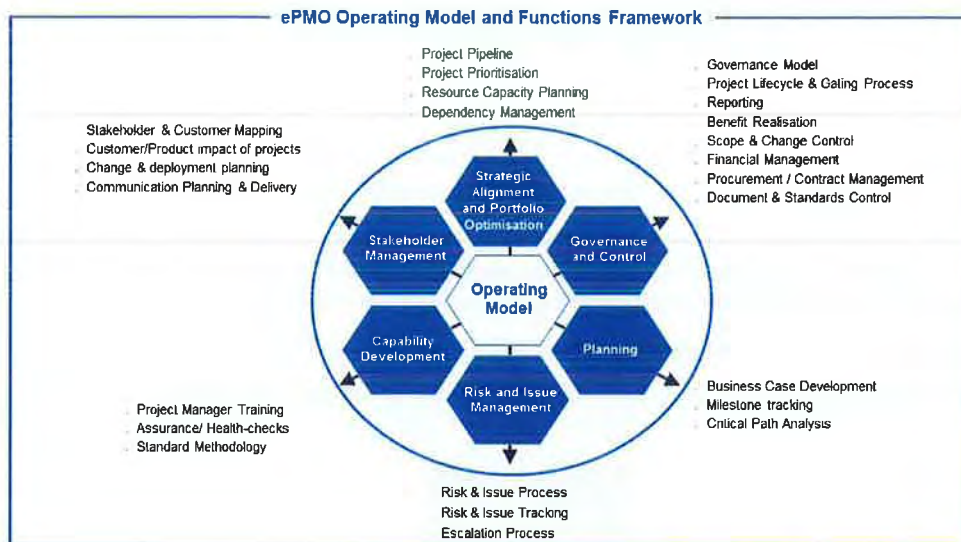 ePMO Operating Model and Functions Framework
Project Pipeline
Project Prioritisation
Resource Capacity Planning
Dependency Management
Governance Model
Project Lifecycle & Gating Process
Reporting
Benefit Realisation
Scope & Change Control
Financial Management
Procurement / Contract Management
Document & Standards Control
Stakeholder & Customer Mapping
Customer/Product impact of projects
Change & deployment planning
Communication Planning & Delivery
Strategic
Alignment
and Portfolio
Optimisation
Stakeholder
Management
Governance
and Control
Operating
Model
Capability
Development
Planning
Risk and Issue
Management
Business Case Development
Milestone tracking
Critical Path Analysis
Project Manager Training
Assurance/ Health-checks
Standard Methodology
Risk & Issue Process
Risk & Issue Tracking
Escalation Process